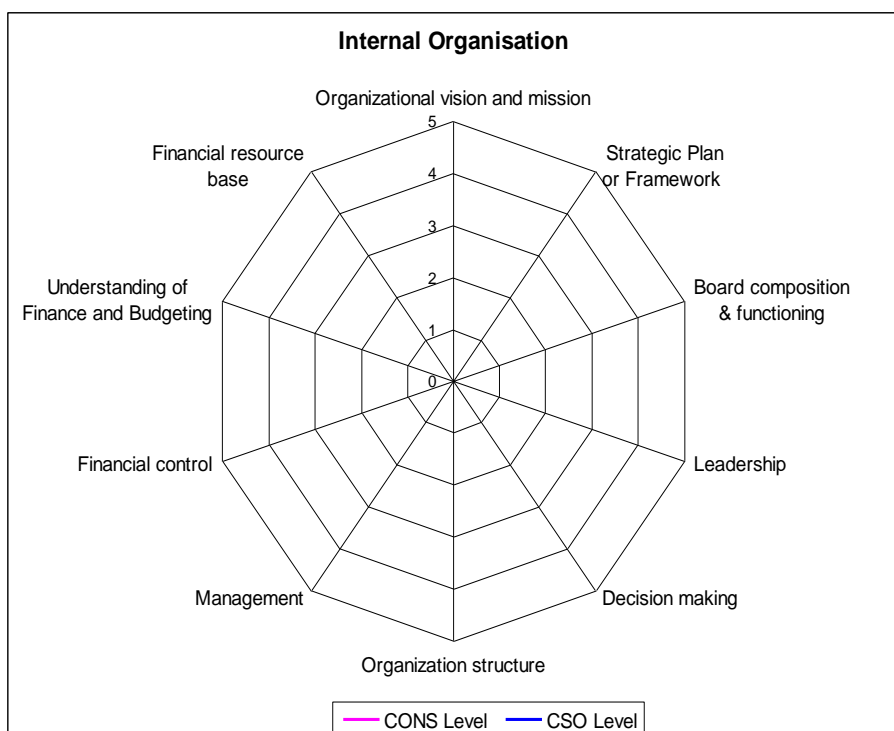 Internal Organisation
Organizational vision and mission
5
Financial resource
base
Strategic Plan
or Framework
4
3
2
1
0
Understanding of
Finance and Budgeting
Board composition
& functioning
Financial control
Leadership
Management
Decision making
Organization structure
CONS Level
CSO Level